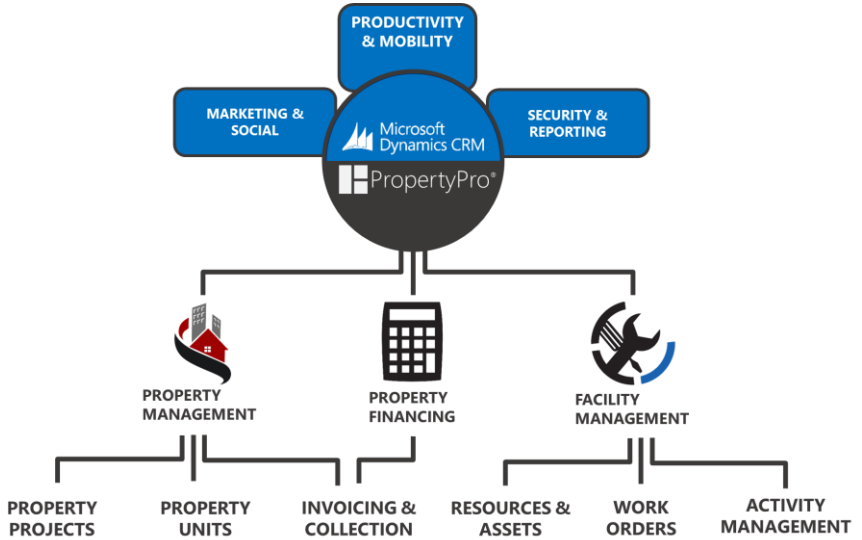 PRODUCTIVITY
& MOBILITY
MARKETING &
SOCIAL
SECURITY &
REPORTING
Microsoft
Dynamics CRM
PropertyPro®
PROPERTY
MANAGEMENT
PROPERTY
FINANCING
FACILITY
MANAGEMENT
PROPERTY
PROJECTS
PROPERTY
UNITS
INVOICING &
COLLECTION
RESOURCES &
ASSETS
WORK
ORDERS
ACTIVITY
MANAGEMENT